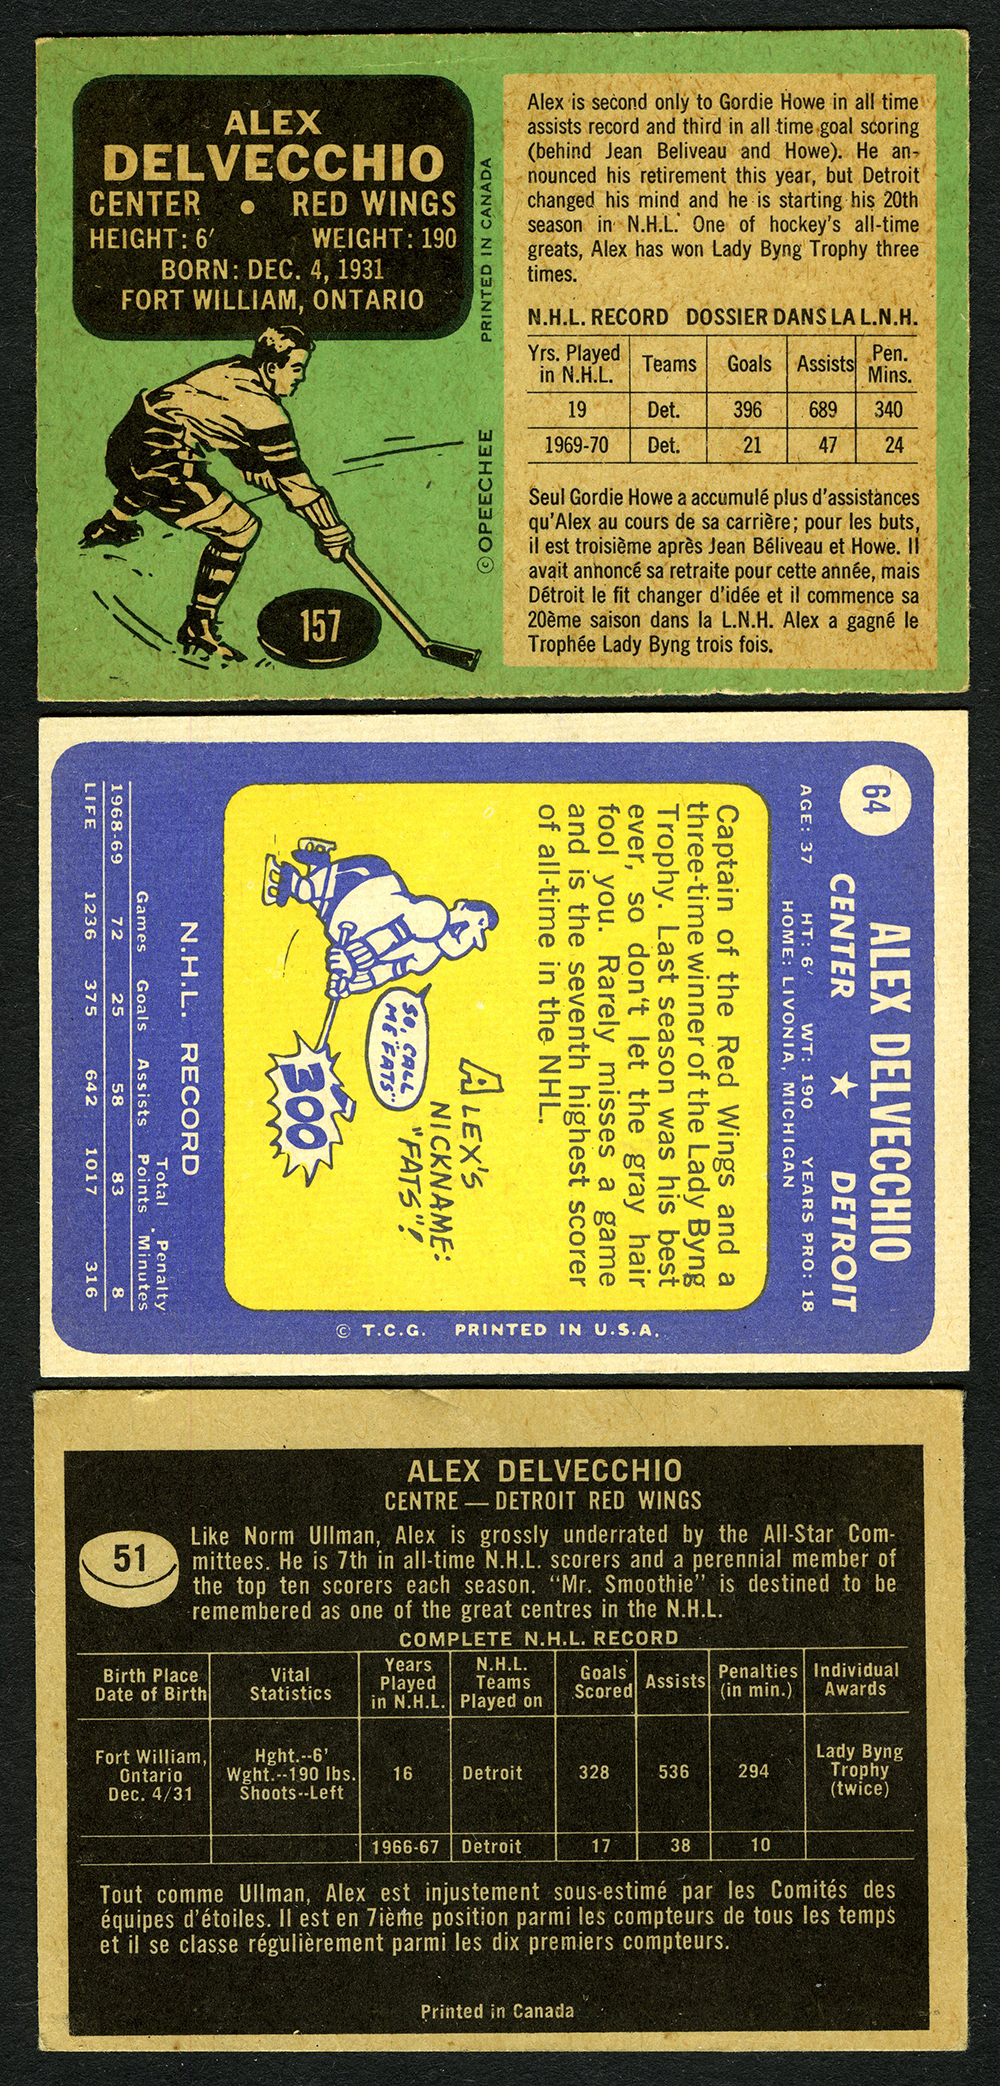 ALEX
DELVECCHIO
CENTER • RED WINGS
HEIGHT: 6' WEIGHT: 190
BORN: DEC. 4, 1931
FORT WILLIAM, ONTARIO
157
©OPEECHEE PRINTED IN CANADA
Alex is second only to Gordie Howe in all time
assists record and third in all time goal scoring
(behind Jean Beliveau and Howe). He an-
nounced his retirement this year, but Detroit
changed his mind and he is starting his 20th
season in N.H.L. One of hockey's all-time
greats, Alex has won Lady Byng Trophy three
times.
N.H.L. RECORD DOSSIER DANS LA L.N.H.
Yrs. Played in N.H.L. Teams Goals Assists Pen. Mins.
19 Det. 396 689 340
1969-70 Det. 21 47 24
Seul Gordie Howe a accumulé plus d'assistances
qu'Alex au cours de sa carrière; pour les buts,
il est troisième après Jean Béliveau et Howe. Il
avait annoncé sa retraite pour cette année, mais
Détroit le fit changer d'idée et il commence sa
20ème saison dans la L.N.H. Alex a gagné le
Trophée Lady Byng trois fois.
64
ALEX DELVECCHIO
CENTER ★ DETROIT
AGE: 37 HT: 6' WT: 190 YEARS PRO: 18
HOME: LIVONIA, MICHIGAN
Captain of the Red Wings and a
three-time winner of the Lady Byng
Trophy. Last season was his best
ever, so don't let the gray hair
fool you. Rarely misses a game
and is the seventh highest scorer
of all-time in the NHL.
ALEX'S
NICKNAME:
"FATS"!
SO, CALL
ME "FATS"
300
N.H.L. RECORD
Games Goals Assists Total Points Penalty Minutes
1968-69 72 25 58 83 8
LIFE 1236 375 642 1017 316
© T.C.G. PRINTED IN U.S.A.
ALEX DELVECCHIO
CENTRE — DETROIT RED WINGS
51
Like Norm Ullman, Alex is grossly underrated by the All-Star Com-
mittees. He is 7th in all-time N.H.L. scorers and a perennial member of
the top ten scorers each season. "Mr. Smoothie" is destined to be
remembered as one of the great centres in the N.H.L.
COMPLETE N.H.L. RECORD
Birth Place Date of Birth Vital Statistics Years Played in N.H.L. N.H.L. Teams Played on Goals Scored Assists Penalties (in min.) Individual Awards
Fort William, Ontario Dec. 4/31 Hght.--6' Wght.--190 lbs. Shoots--Left 16 Detroit 328 536 294 Lady Byng Trophy (twice)
1966-67 Detroit 17 38 10
Tout comme Ullman, Alex est injustement sous-estimé par les Comités des
équipes d'étoiles. Il est en 7ième position parmi les compteurs de tous les temps
et il se classe régulièrement parmi les dix premiers compteurs.
Printed in Canada